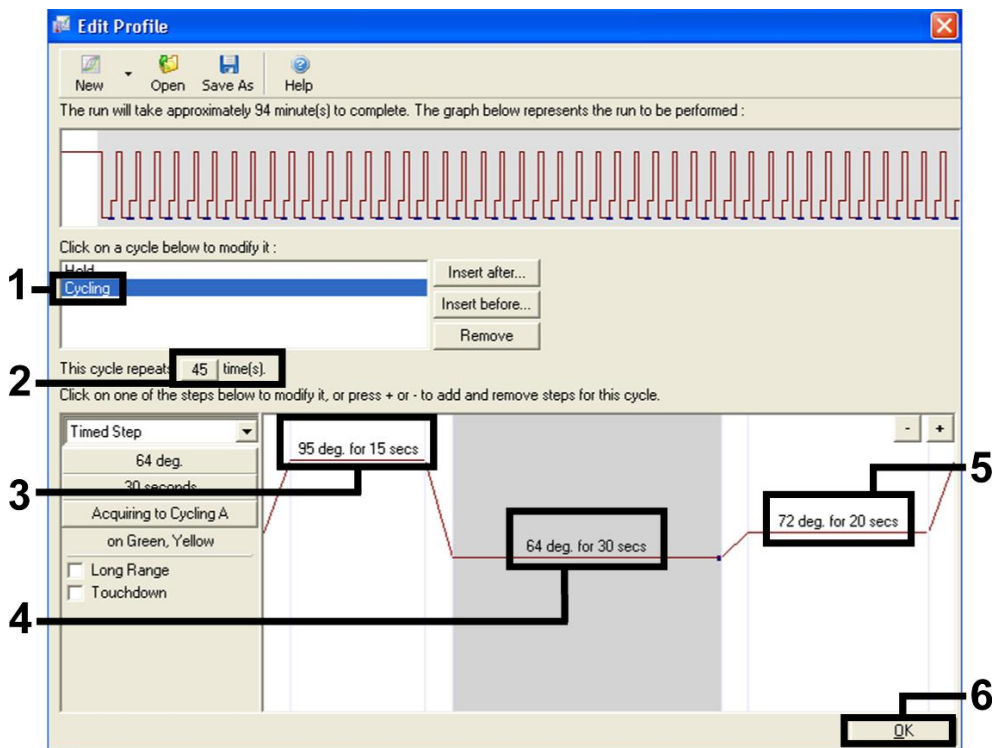 Edit Profile
New Open Save As Help
The run will take approximately 94 minute(s) to complete. The graph below represents the run to be performed :
Click on a cycle below to modify it :
Hold
1
Cycling
Insert after...
Insert before...
Remove
2
This cycle repeats 45 time(s).
Click on one of the steps below to modify it, or press + or - to add and remove steps for this cycle.
Timed Step
- +
95 deg. for 15 secs
64 deg.
3
30 seconds
5
Acquiring to Cycling A
72 deg. for 20 secs
on Green, Yellow
64 deg. for 30 secs
Long Range
Touchdown
4
6
OK